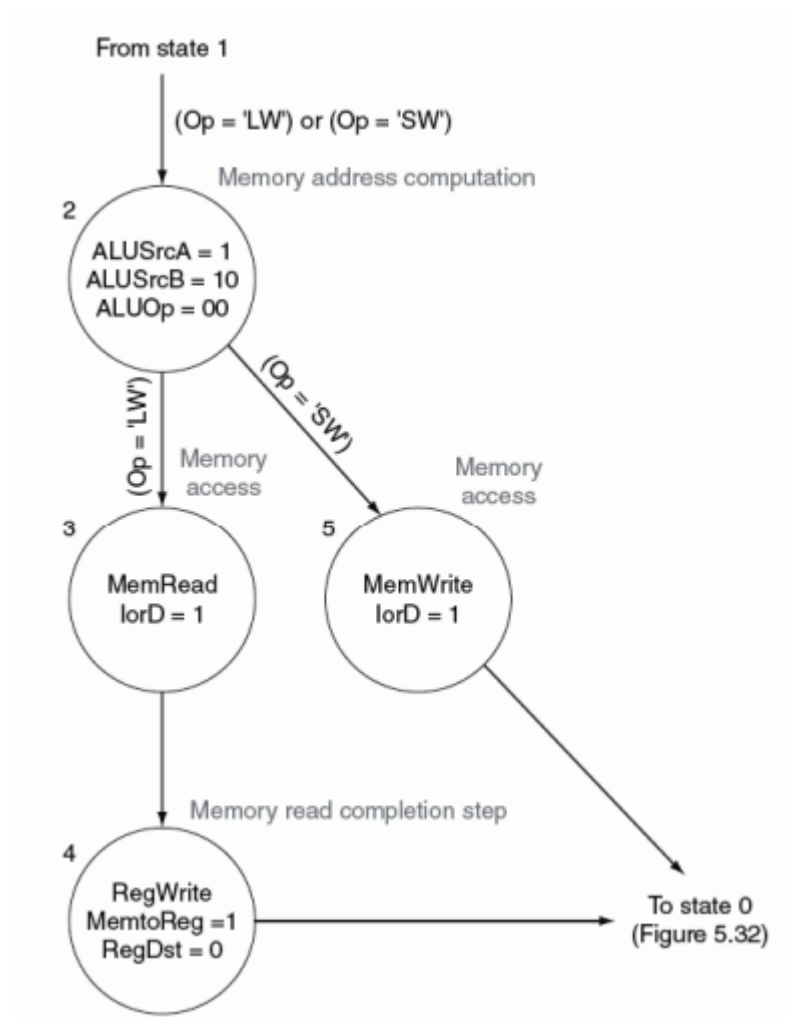 From state 1
(Op = 'LW') or (Op = 'SW')
Memory address computation
2
ALUSrcA = 1
ALUSrcB = 10
ALUOp = 00
(Op = 'LW')
(Op = 'SW')
Memory
access
Memory
access
3
MemRead
IorD = 1
5
MemWrite
IorD = 1
Memory read completion step
4
RegWrite
MemtoReg =1
RegDst = 0
To state 0
(Figure 5.32)